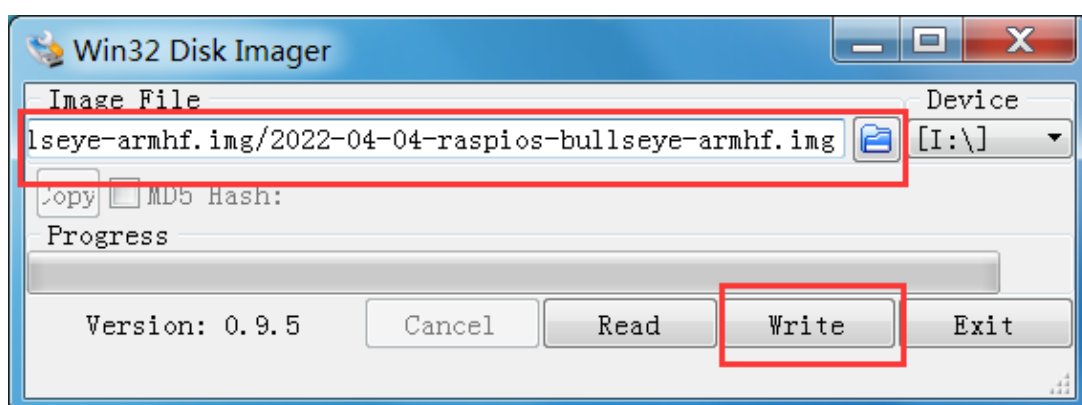 Win32 Disk Imager
Image File
Device
lseye-armhf.img/2022-04-04-raspios-bullseye-armhf.img
[I:\]
Copy MD5 Hash:
Progress
Version: 0.9.5 Cancel Read Write Exit